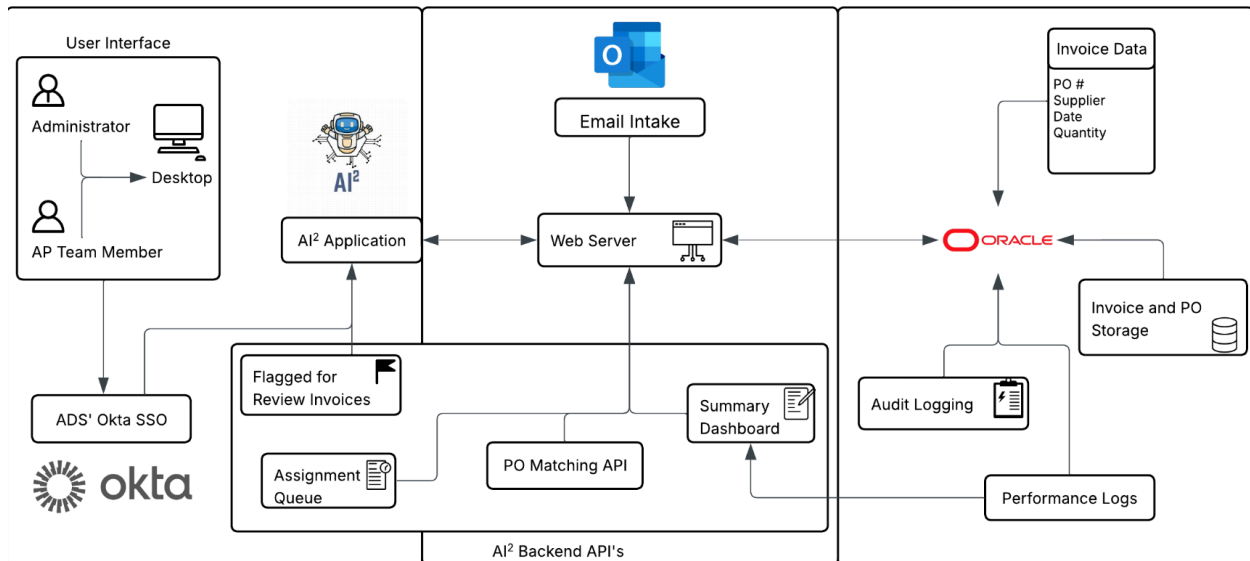 User Interface
Administrator
Desktop
AP Team Member
ADS' Okta SSO
okta
AI²
AI² Application
Flagged for
Review Invoices
Assignment
Queue
O
Email Intake
Web Server
PO Matching API
Summary
Dashboard
AI² Backend API's
Invoice Data
PO #
Supplier
Date
Quantity
ORACLE
Invoice and PO
Storage
Audit Logging
Performance Logs